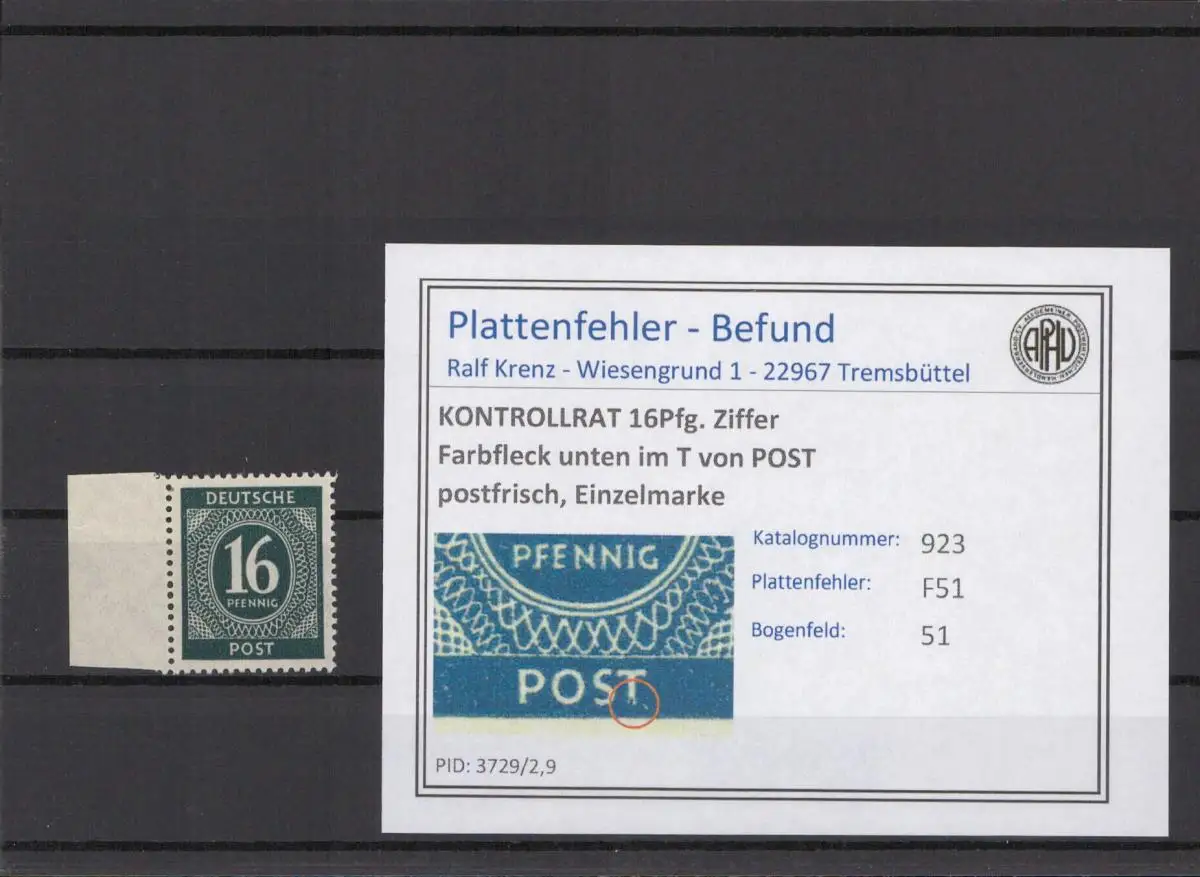 DEUTSCHE
16
PFENNIG
POST
Plattenfehler - Befund
Ralf Krenz - Wiesengrund 1 - 22967 Tremsbüttel
APHV
KONTROLLRAT 16Pfg. Ziffer
Farbfleck unten im T von POST
postfrisch, Einzelmarke
PFENNIG
POST
Katalognummer: 923
Plattenfehler: F51
Bogenfeld: 51
PID: 3729/2,9